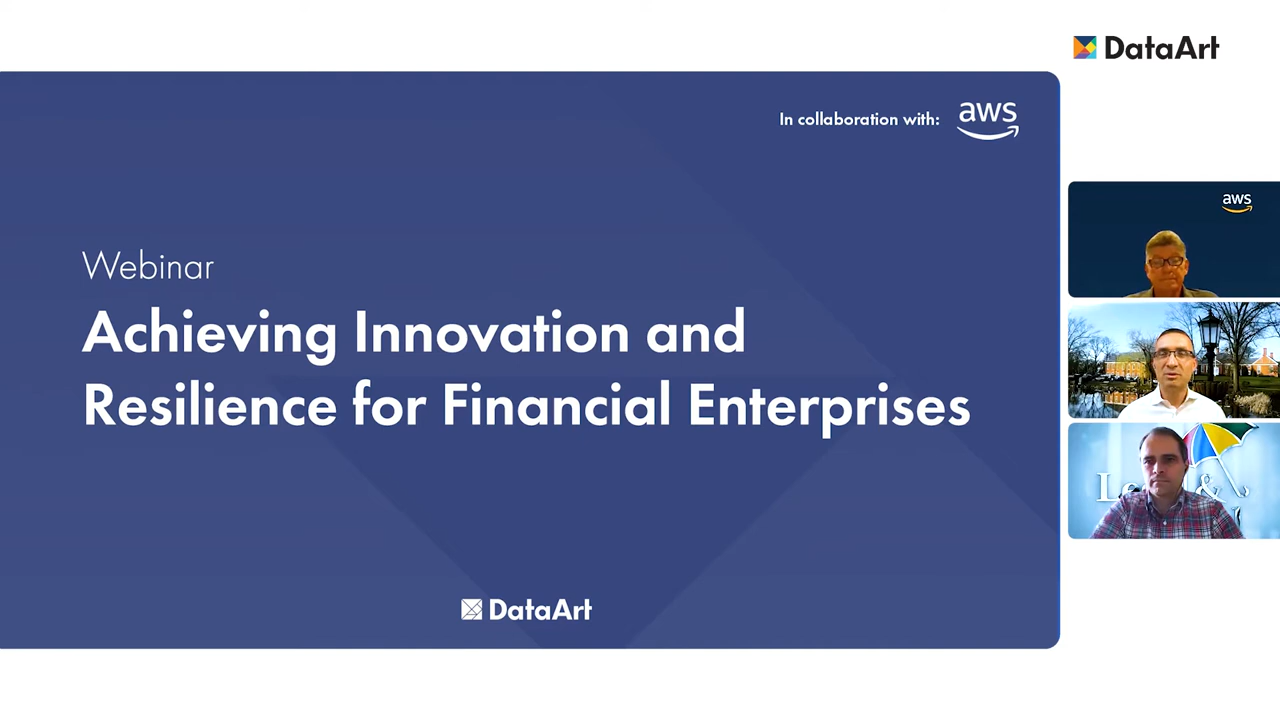 DataArt
In collaboration with: aws
aws
Webinar
Achieving Innovation and
Resilience for Financial Enterprises
DataArt